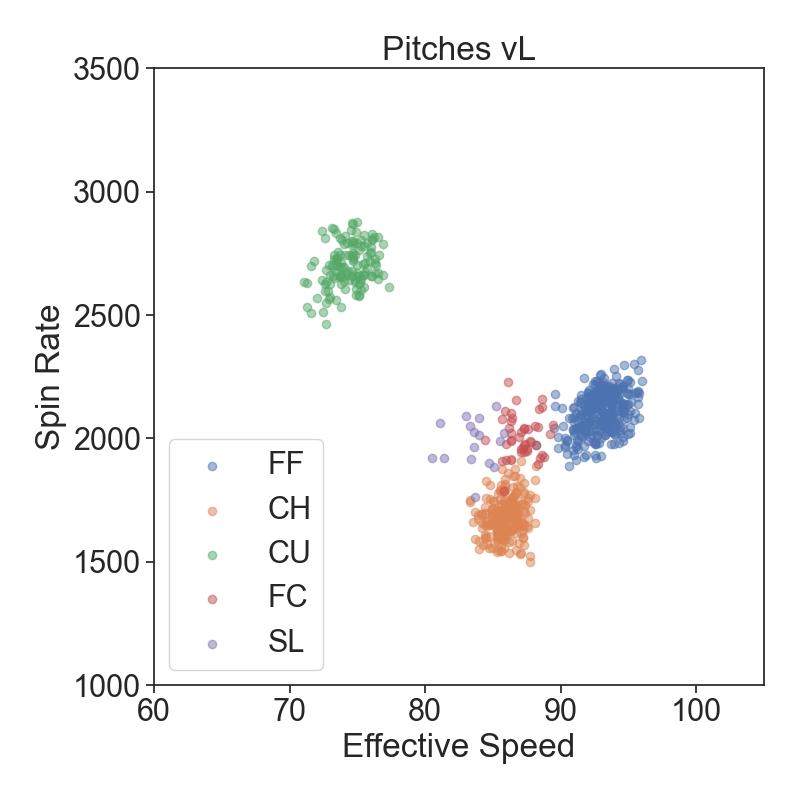 Pitches vL
3500
3000
2500
2000
1500
1000
Spin Rate
FF
CH
CU
FC
SL
60 70 80 90 100
Effective Speed